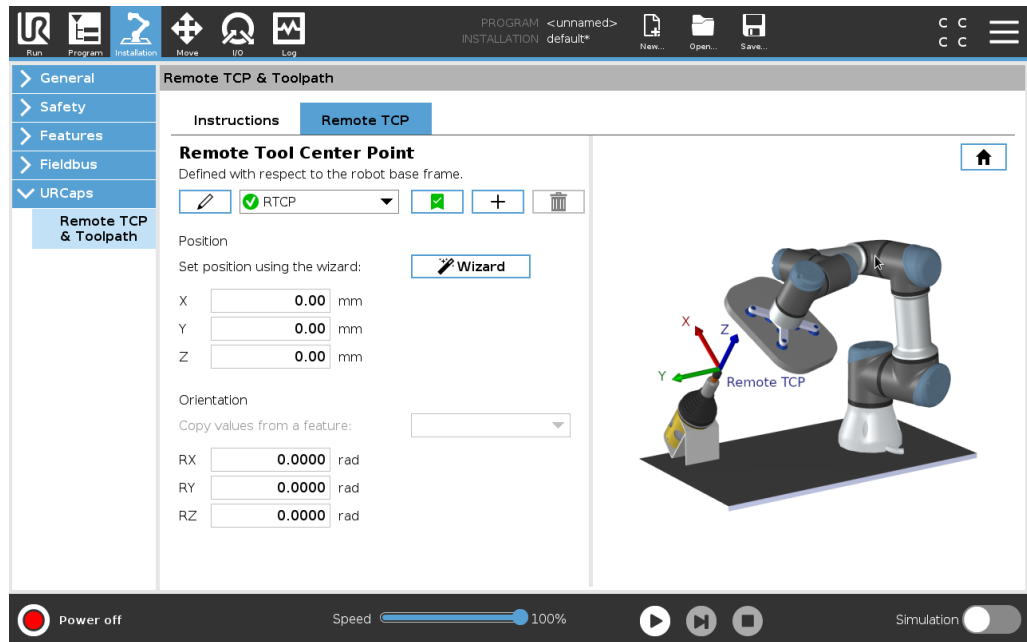 PROGRAM <unnamed>
INSTALLATION default*
C C
C C
UR
Run
Program
Installation
Move
I/O
Log
New...
Open...
Save...
General
Safety
Features
Fieldbus
URCaps
Remote TCP
& Toolpath
Remote TCP & Toolpath
Instructions
Remote TCP
Remote Tool Center Point
Defined with respect to the robot base frame.
RTCP
Position
Set position using the wizard:
Wizard
X 0.00 mm
Y 0.00 mm
Z 0.00 mm
Orientation
Copy values from a feature:
RX 0.0000 rad
RY 0.0000 rad
RZ 0.0000 rad
X
Z
Y
Remote TCP
Power off
Speed
100%
Simulation